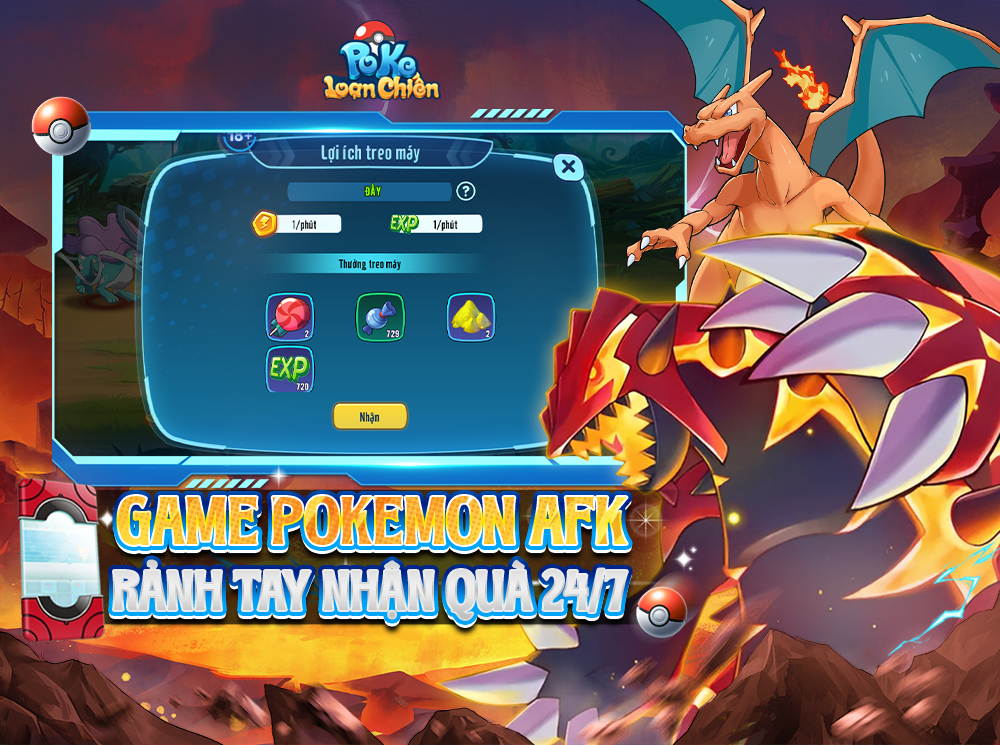 PoKe
Loạn Chiến
18+
Lợi ích treo máy
ĐẦY
?
1/phút
EXP 1/phút
Thưởng treo máy
2
729
2
EXP
720
Nhận
GAME POKEMON AFK
RẢNH TAY NHẬN QUÀ 24/7